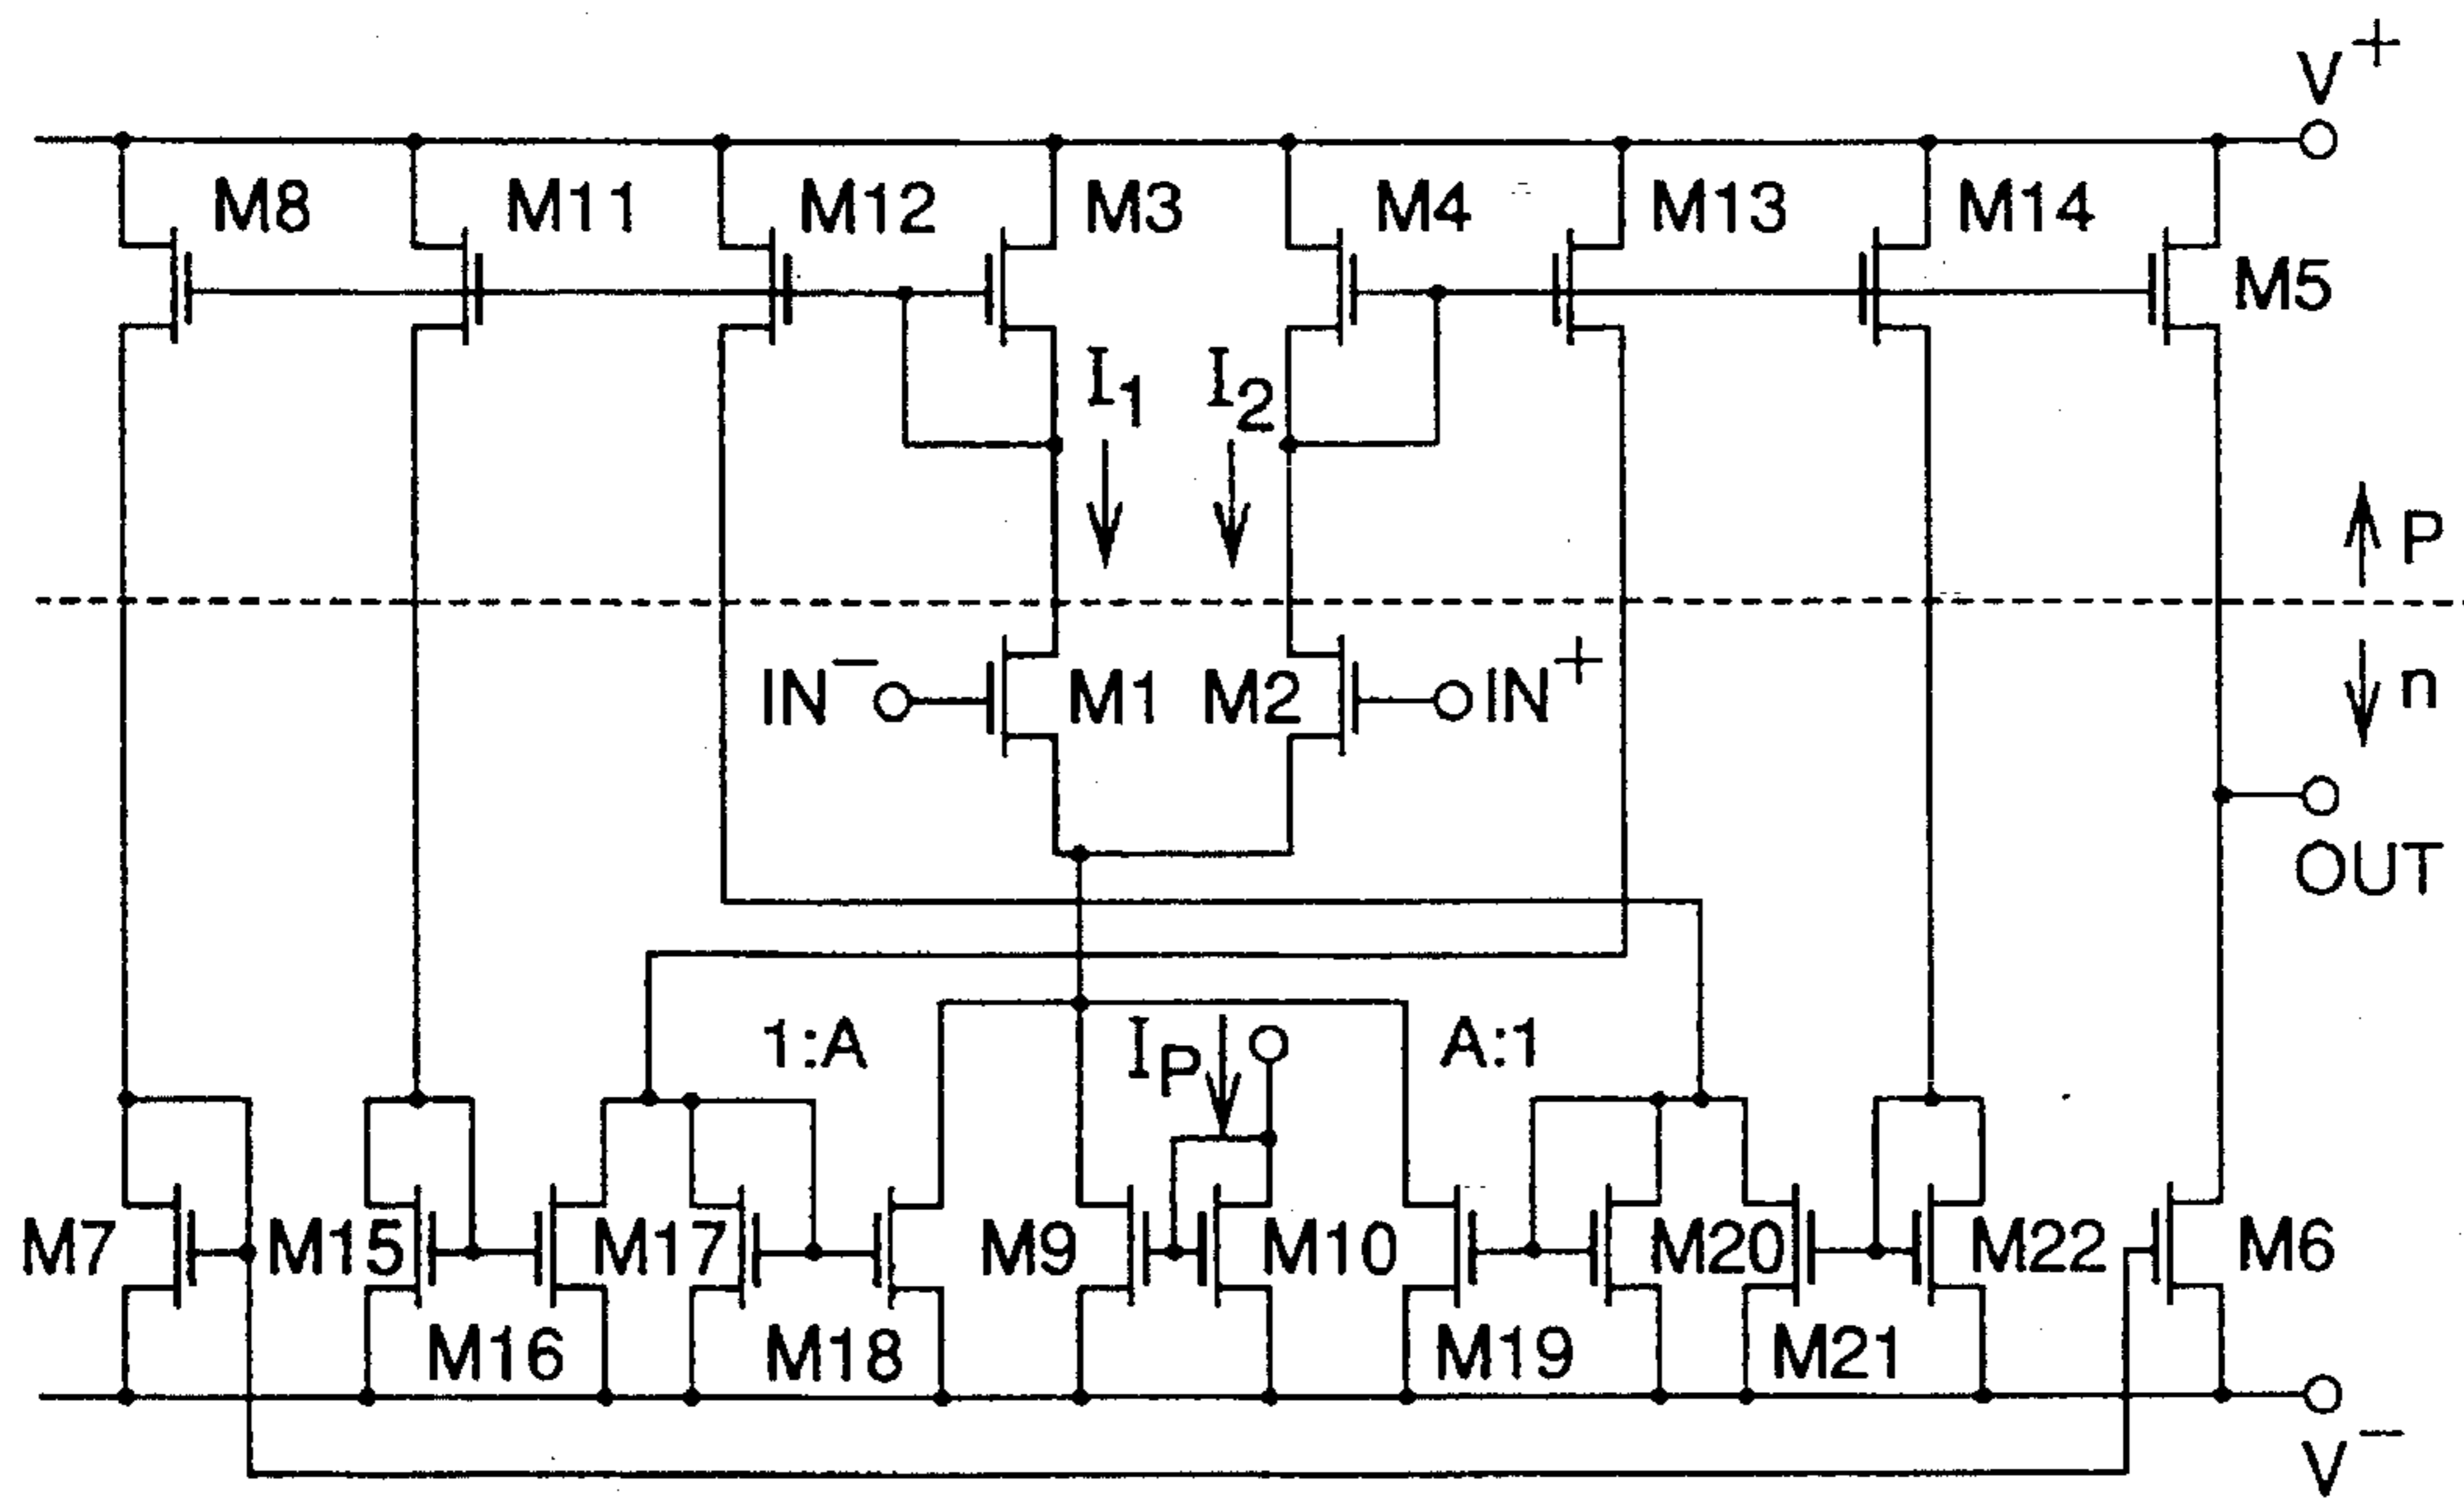 V+
M8 M11 M12 M3 M4 M13 M14
M5
I1 I2
P
n
IN− M1 M2 IN+
OUT
1:A IP A:1
M7 M15 M17 M9 M10 M20 M22 M6
M16 M18 M19 M21
V−